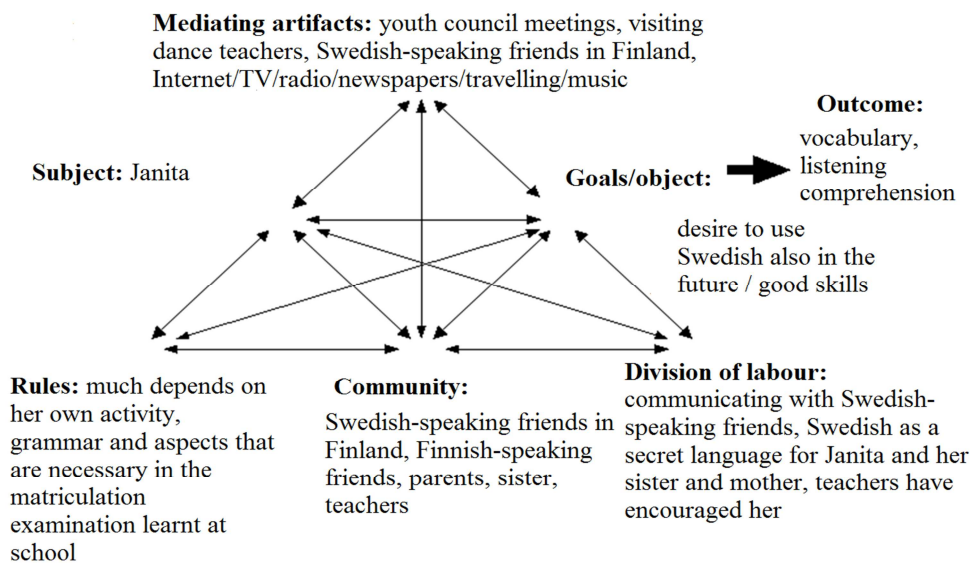 Mediating artifacts: youth council meetings, visiting
dance teachers, Swedish-speaking friends in Finland,
Internet/TV/radio/newspapers/travelling/music
Outcome:
vocabulary,
listening
comprehension
Subject: Janita
Goals/object:
desire to use
Swedish also in the
future / good skills
Rules: much depends on
her own activity,
grammar and aspects that
are necessary in the
matriculation
examination learnt at
school
Community:
Swedish-speaking friends in
Finland, Finnish-speaking
friends, parents, sister,
teachers
Division of labour:
communicating with Swedish-
speaking friends, Swedish as a
secret language for Janita and her
sister and mother, teachers have
encouraged her